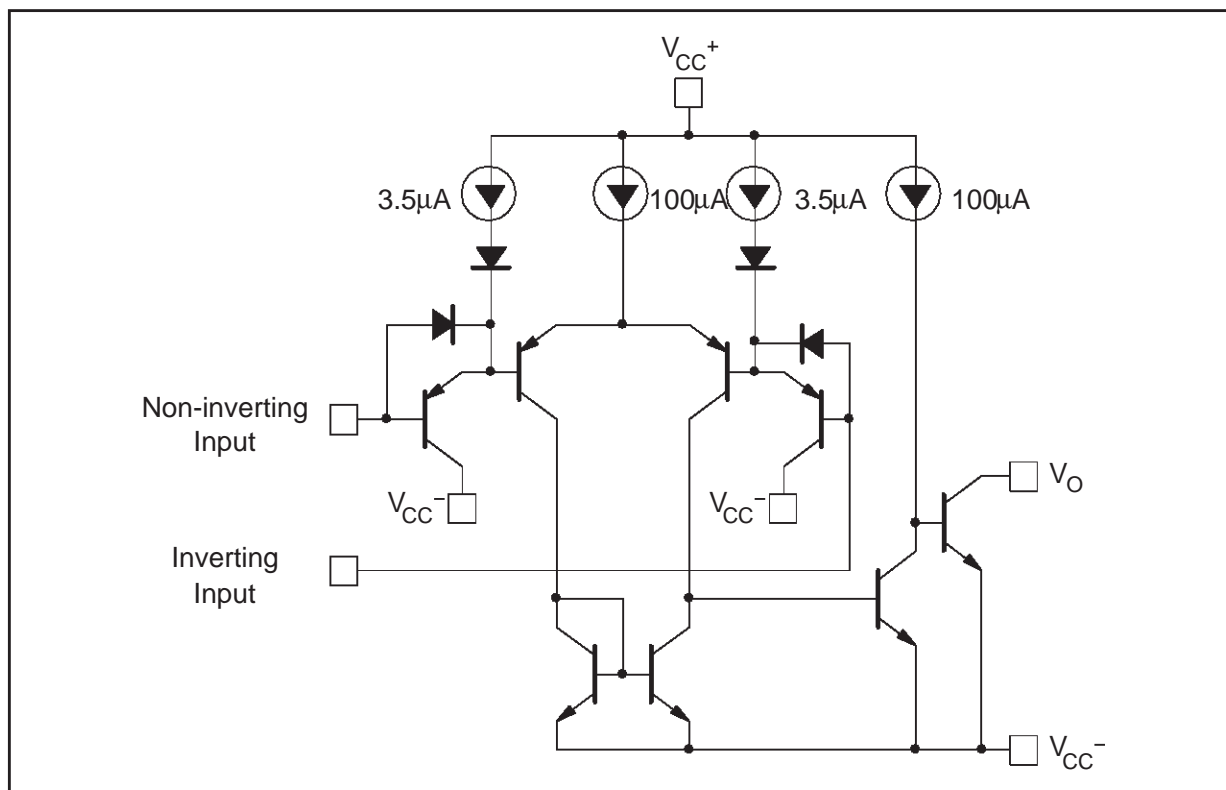 VCC+
3.5μA
100μA
3.5μA
100μA
Non-inverting
Input
VCC−
VCC−
VO
Inverting
Input
VCC−